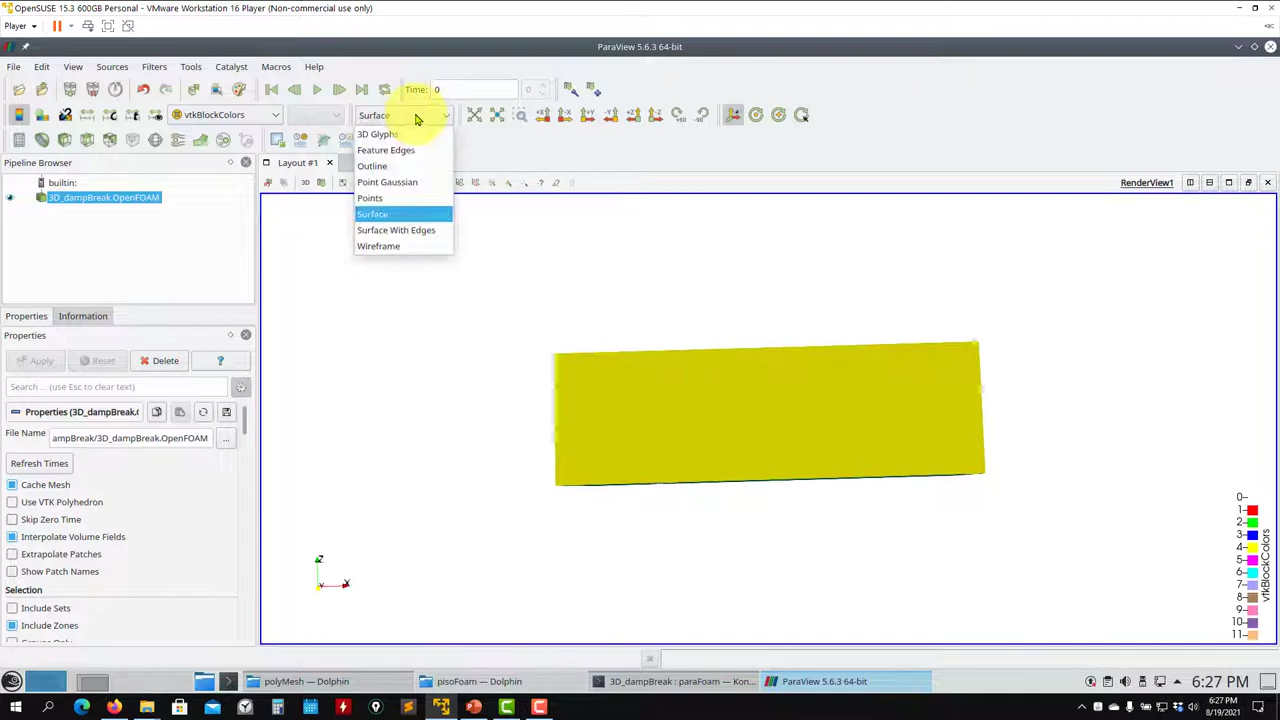 OpenSUSE 15.3 600GB Personal - VMware Workstation 16 Player (Non-commercial use only)
Player
ParaView 5.6.3 64-bit
File Edit View Sources Filters Tools Catalyst Macros Help
Time: 0 0
vtkBlockColors Surface
+X -X +Y -Y +Z -Z +90 -90
3D Glyphs
Feature Edges
Outline
Point Gaussian
Points
Surface
Surface With Edges
Wireframe
Pipeline Browser
Layout #1
builtin:
3D_dampBreak.OpenFOAM
3D
RenderView1
Properties Information
Properties
Apply Reset Delete ?
Search ... (use Esc to clear text)
Properties (3D_dampBreak.O
File Name ampBreak/3D_dampBreak.OpenFOAM ...
Refresh Times
Cache Mesh
Use VTK Polyhedron
Skip Zero Time
Interpolate Volume Fields
Extrapolate Patches
Show Patch Names
Selection
Include Sets
Include Zones
Z
X
Y
0
1
2
3
4
5
6
7
8
9
10
11
vtkBlockColors
polyMesh — Dolphin pisoFoam — Dolphin 3D_dampBreak : paraFoam — Kon... ParaView 5.6.3 64-bit 6:27 PM
6:27 PM
8/19/2021